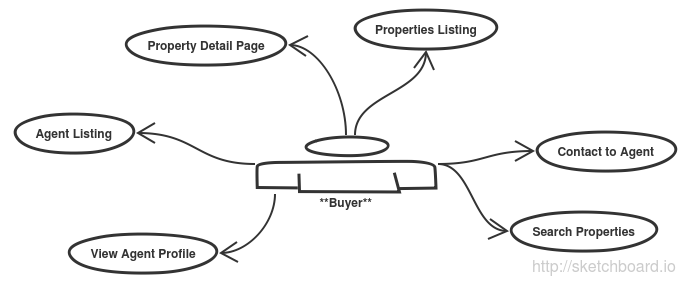 Properties Listing
Property Detail Page
Agent Listing
Contact to Agent
**Buyer**
Search Properties
View Agent Profile
http://sketchboard.io